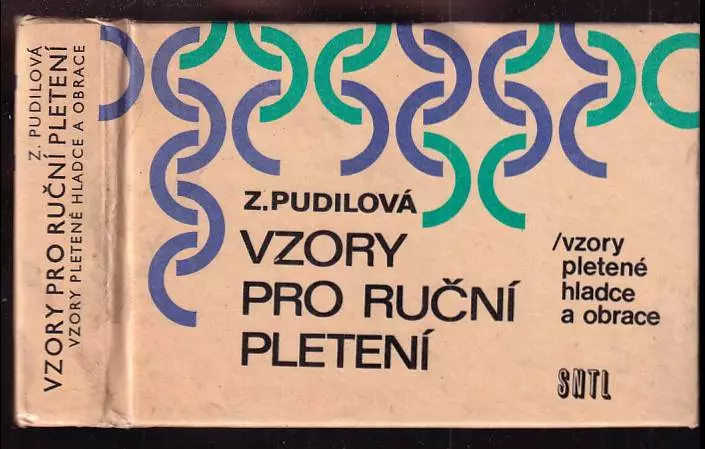 Z. PUDILOVÁ
VZORY PRO RUČNÍ PLETENÍ
VZORY PLETENÉ HLADCE A OBRACE
Z. PUDILOVÁ
VZORY
PRO RUČNÍ
PLETENÍ
/vzory
pletené
hladce
a obrace
SNTL